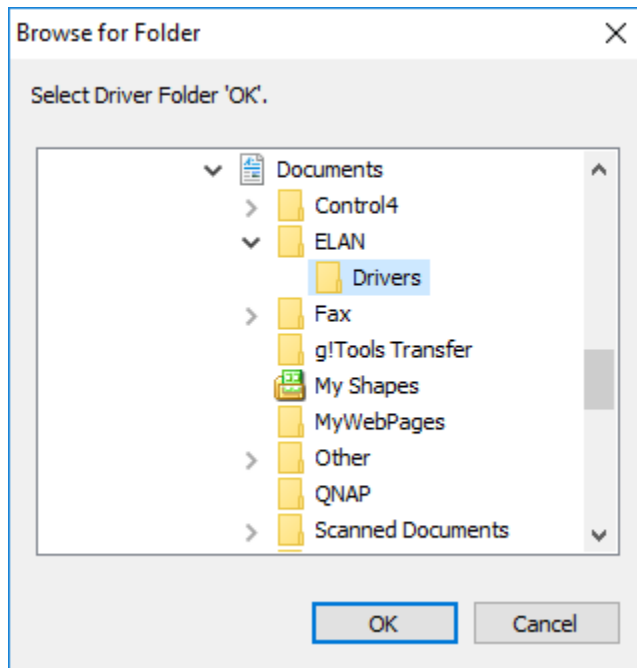 Browse for Folder
Select Driver Folder 'OK'.
Documents
Control4
ELAN
Drivers
Fax
g!Tools Transfer
My Shapes
MyWebPages
Other
QNAP
Scanned Documents
OK
Cancel